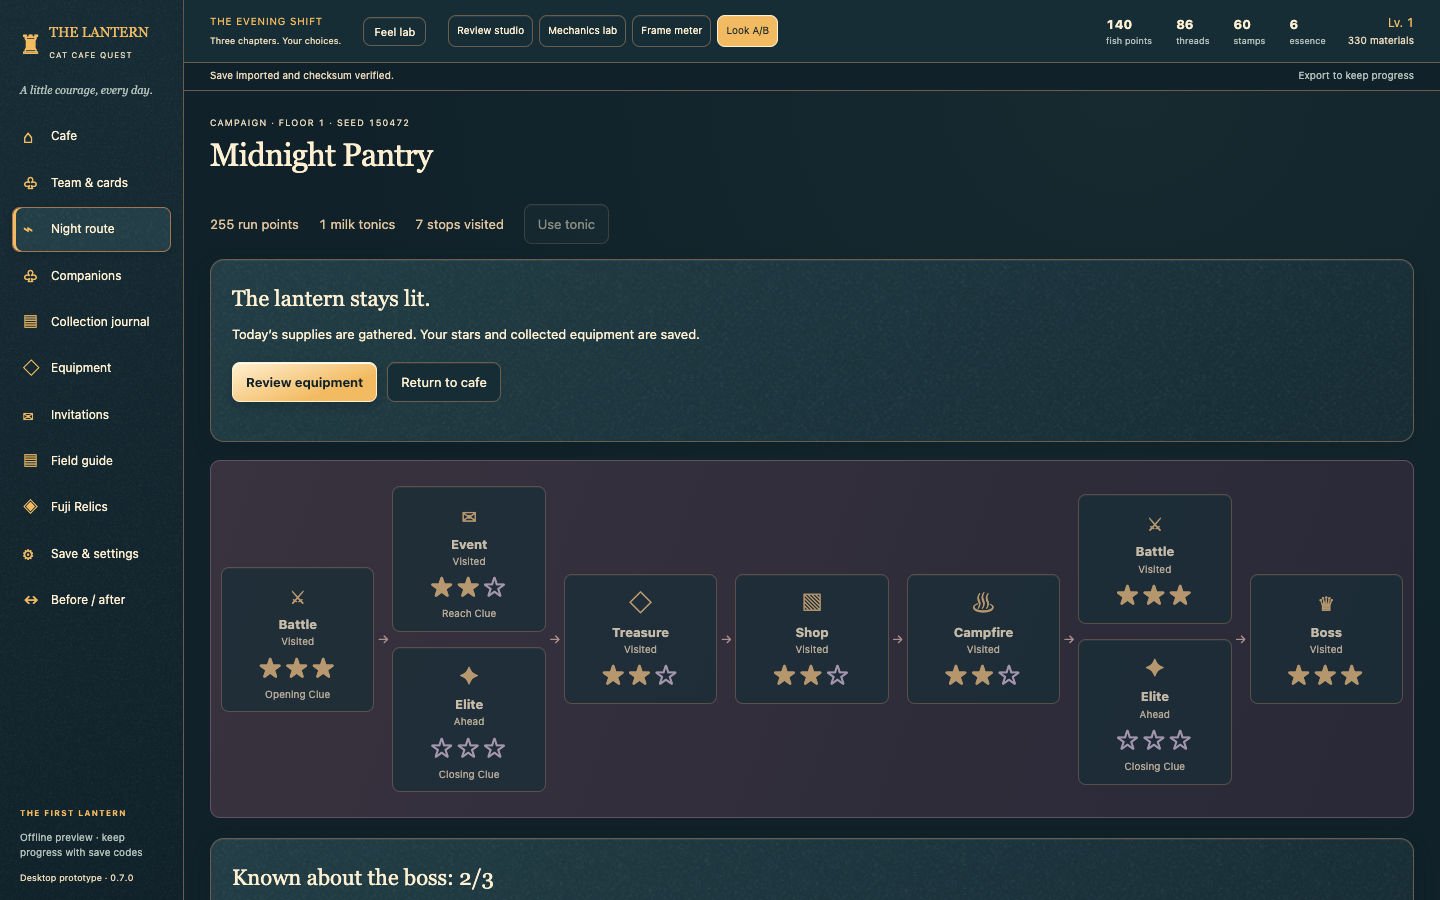 THE LANTERN
CAT CAFE QUEST
A little courage, every day.
Cafe
Team & cards
Night route
Companions
Collection journal
Equipment
Invitations
Field guide
Fuji Relics
Save & settings
Before / after
THE FIRST LANTERN
Offline preview · keep
progress with save codes
Desktop prototype · 0.7.0
THE EVENING SHIFT
Three chapters. Your choices.
Feel lab
Review studio
Mechanics lab
Frame meter
Look A/B
140
fish points
86
threads
60
stamps
6
essence
Lv. 1
330 materials
Save imported and checksum verified.
Export to keep progress
CAMPAIGN · FLOOR 1 · SEED 150472
Midnight Pantry
255 run points
1 milk tonics
7 stops visited
Use tonic
The lantern stays lit.
Today’s supplies are gathered. Your stars and collected equipment are saved.
Review equipment
Return to cafe
Battle
Visited
Opening Clue
Event
Visited
Reach Clue
Elite
Ahead
Closing Clue
Treasure
Visited
Shop
Visited
Campfire
Visited
Battle
Visited
Elite
Ahead
Closing Clue
Boss
Visited
Known about the boss: 2/3